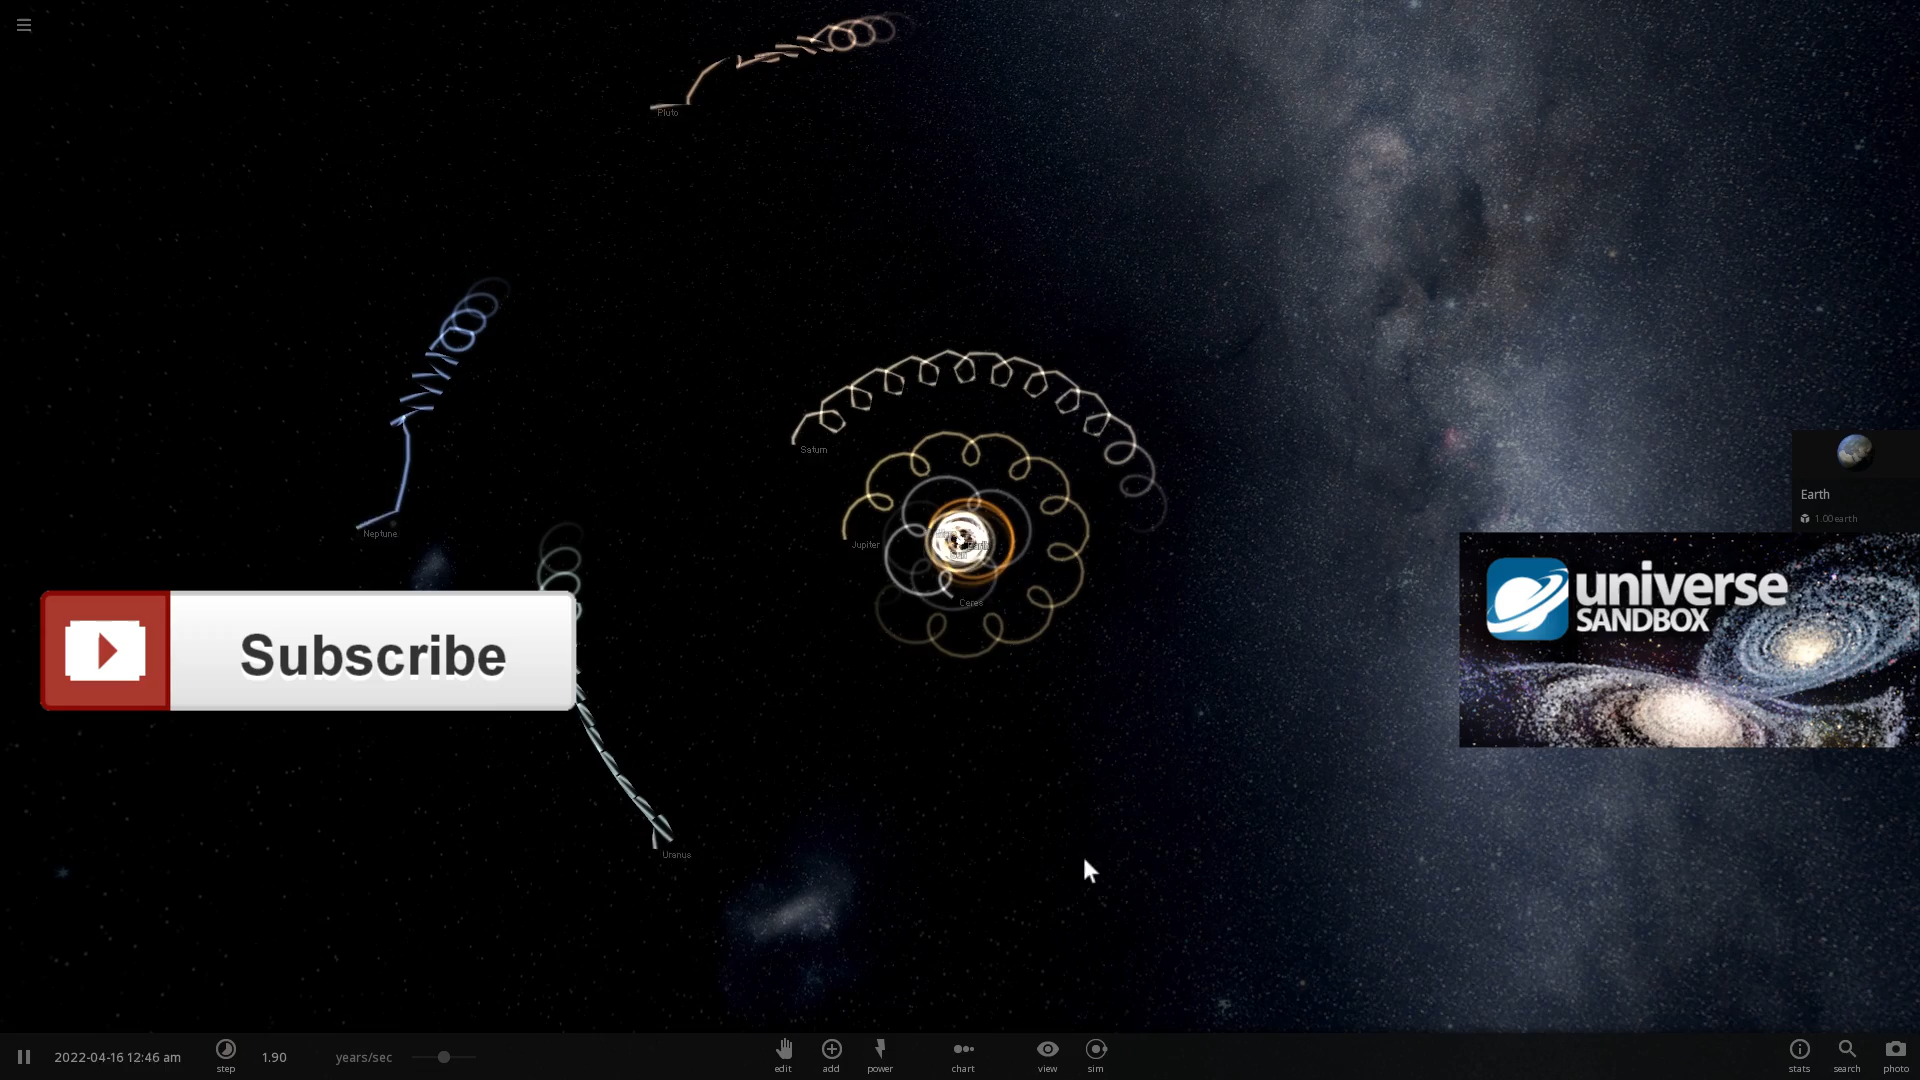 Pluto
Saturn
Neptune
Jupiter
Ceres
Uranus
Earth
1.00 earth
Subscribe
universe
SANDBOX
2022-04-16 12:46 am
step
1.90
years/sec
edit
add
power
chart
view
sim
stats
search
photo